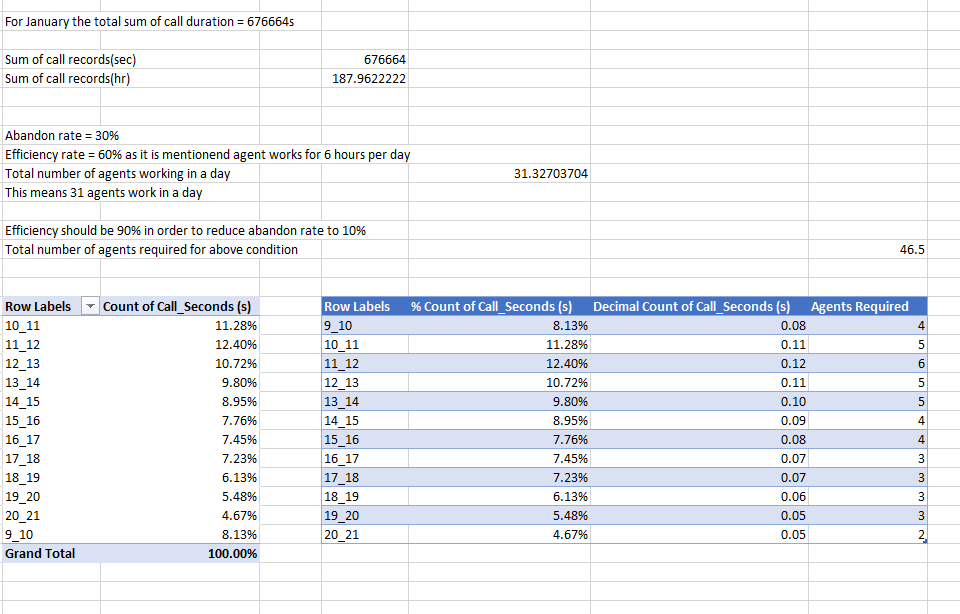 For January the total sum of call duration = 676664s
Sum of call records(sec) 676664
Sum of call records(hr) 187.9622222
Abandon rate = 30%
Efficiency rate = 60% as it is mentionend agent works for 6 hours per day
Total number of agents working in a day 31.32703704
This means 31 agents work in a day
Efficiency should be 90% in order to reduce abandon rate to 10%
Total number of agents required for above condition 46.5
Row Labels Count of Call_Seconds (s)
10_11 11.28%
11_12 12.40%
12_13 10.72%
13_14 9.80%
14_15 8.95%
15_16 7.76%
16_17 7.45%
17_18 7.23%
18_19 6.13%
19_20 5.48%
20_21 4.67%
9_10 8.13%
Grand Total 100.00%
Row Labels % Count of Call_Seconds (s) Decimal Count of Call_Seconds (s) Agents Required
9_10 8.13% 0.08 4
10_11 11.28% 0.11 5
11_12 12.40% 0.12 6
12_13 10.72% 0.11 5
13_14 9.80% 0.10 5
14_15 8.95% 0.09 4
15_16 7.76% 0.08 4
16_17 7.45% 0.07 3
17_18 7.23% 0.07 3
18_19 6.13% 0.06 3
19_20 5.48% 0.05 3
20_21 4.67% 0.05 2